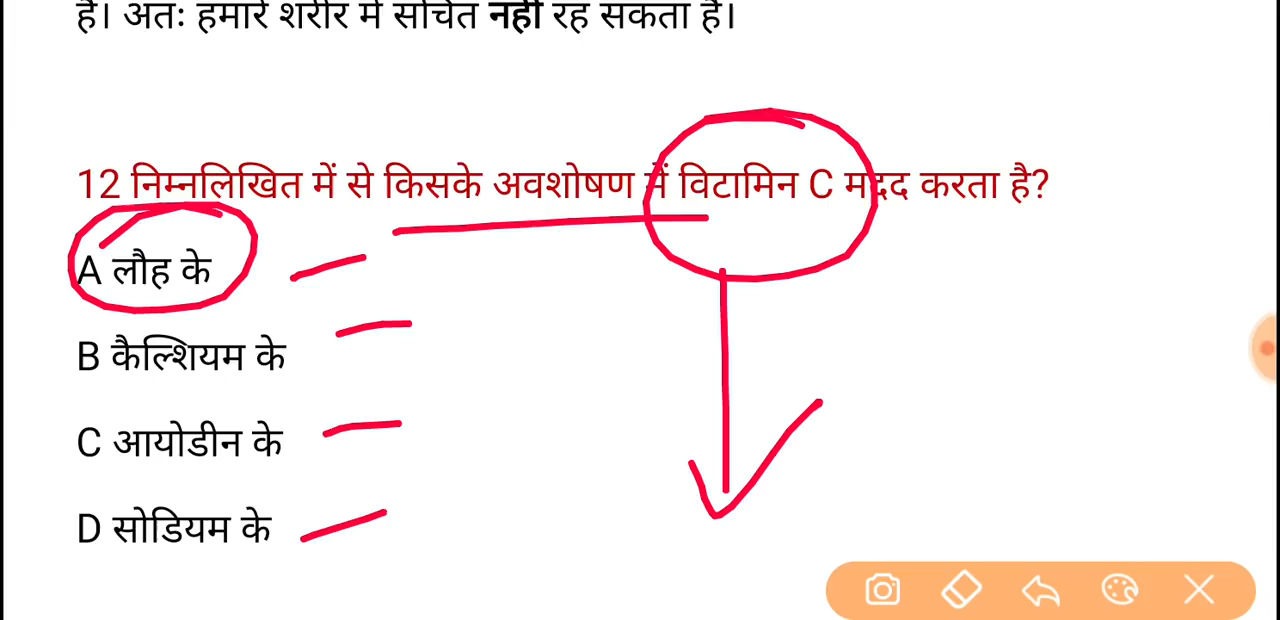 है। अतः हमारे शरीर में संचित नहीं रह सकता है।
12 निम्नलिखित में से किसके अवशोषण में विटामिन C मदद करता है?
A लौह के
B कैल्शियम के
C आयोडीन के
D सोडियम के